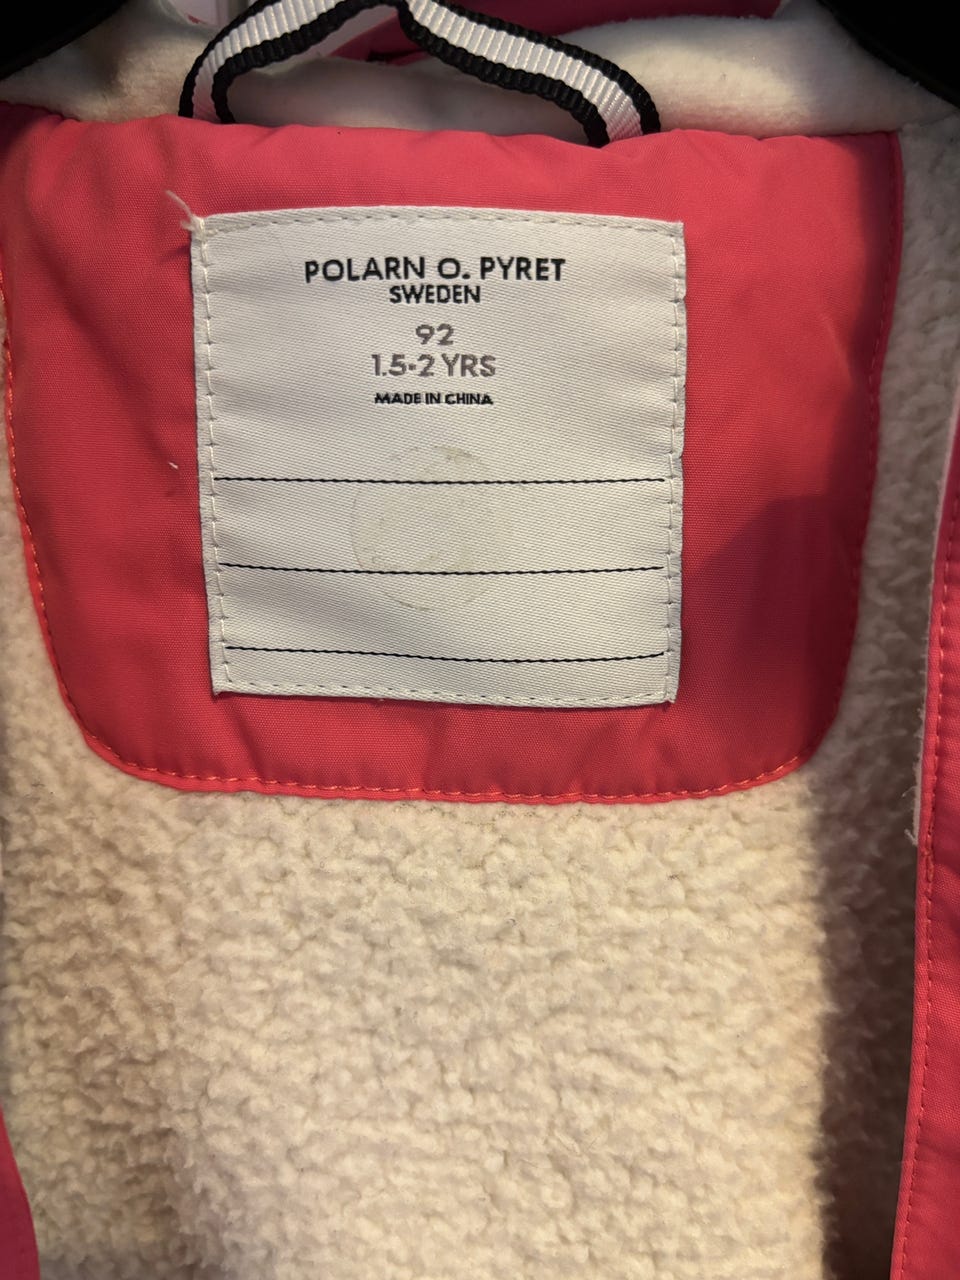 POLARN O. PYRET
SWEDEN
92
1.5-2 YRS
MADE IN CHINA